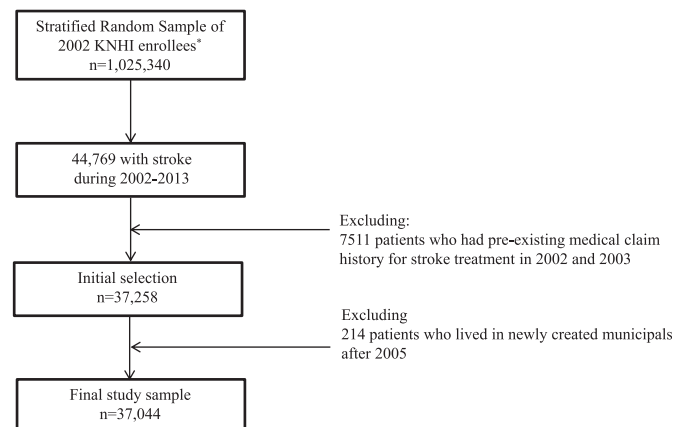 Stratified Random Sample of
2002 KNHI enrollees*
n=1,025,340
44,769 with stroke
during 2002-2013
Excluding:
7511 patients who had pre-existing medical claim
history for stroke treatment in 2002 and 2003
Initial selection
n=37,258
Excluding
214 patients who lived in newly created municipals
after 2005
Final study sample
n=37,044